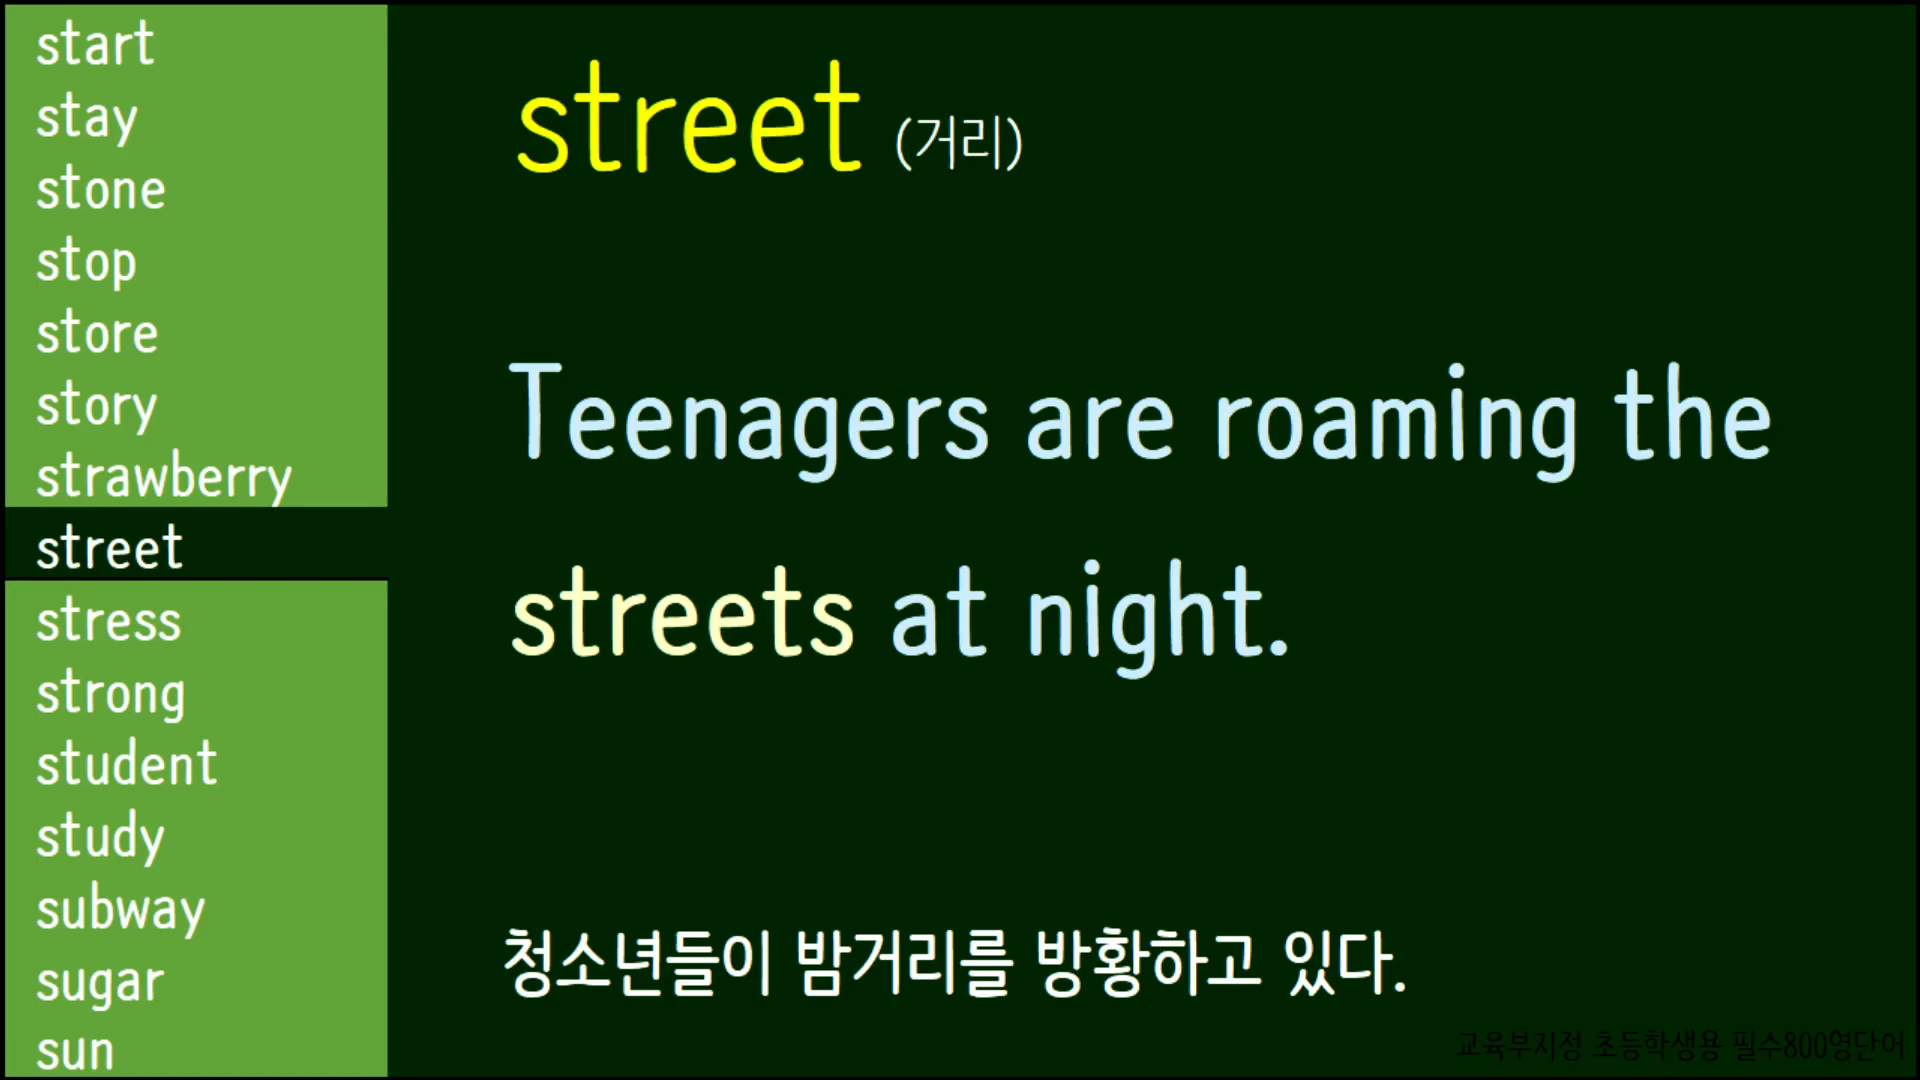 start
stay
stone
stop
store
story
strawberry
street
stress
strong
student
study
subway
sugar
sun
street (거리)
Teenagers are roaming the
streets at night.
청소년들이 밤거리를 방황하고 있다.
교육부지정 초등학생용 필수800영단어